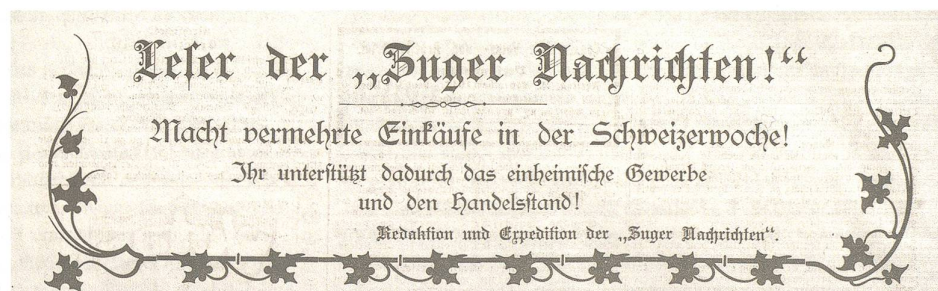 Leser der „Zuger Nachrichten!“
Macht vermehrte Einkäufe in der Schweizerwoche!
Ihr unterstützt dadurch das einheimische Gewerbe
und den Handelsstand!
Redaktion und Expedition der „Zuger Nachrichten“.